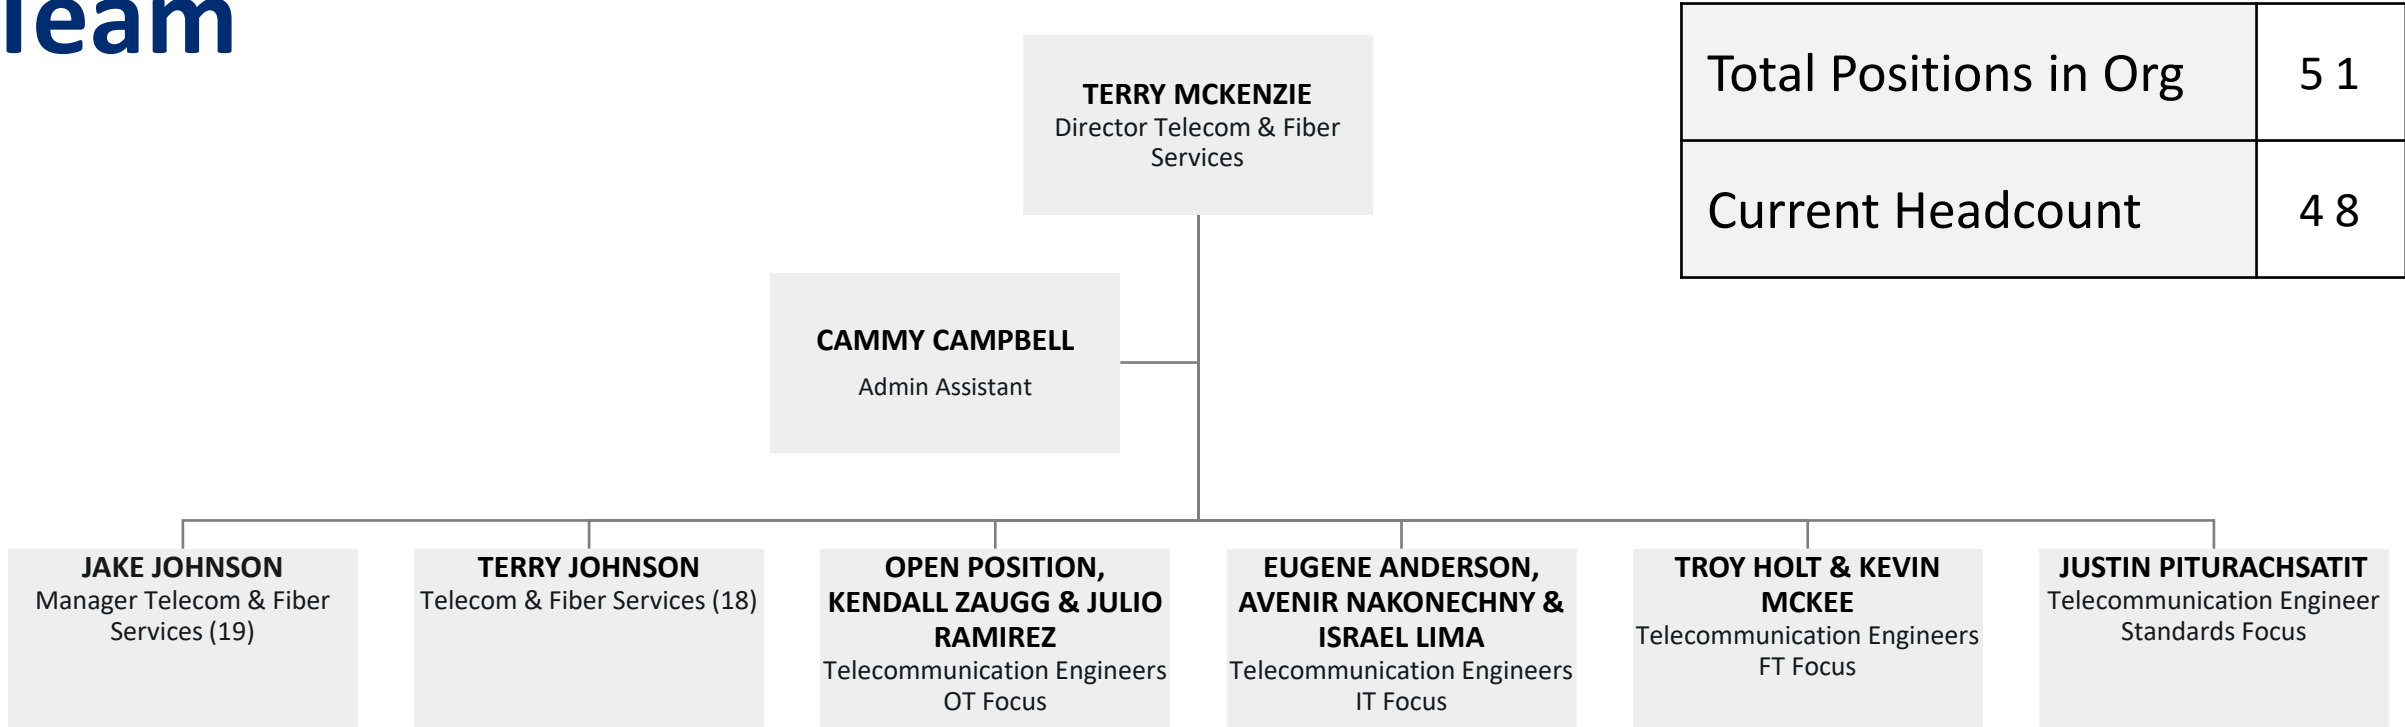 Team
TERRY MCKENZIE
Director Telecom & Fiber
Services
Total Positions in Org 5 1
Current Headcount 4 8
CAMMY CAMPBELL
Admin Assistant
JAKE JOHNSON
Manager Telecom & Fiber
Services (19)
TERRY JOHNSON
Telecom & Fiber Services (18)
OPEN POSITION,
KENDALL ZAUGG & JULIO
RAMIREZ
Telecommunication Engineers
OT Focus
EUGENE ANDERSON,
AVENIR NAKONECHNY &
ISRAEL LIMA
Telecommunication Engineers
IT Focus
TROY HOLT & KEVIN
MCKEE
Telecommunication Engineers
FT Focus
JUSTIN PITURACHSATIT
Telecommunication Engineer
Standards Focus